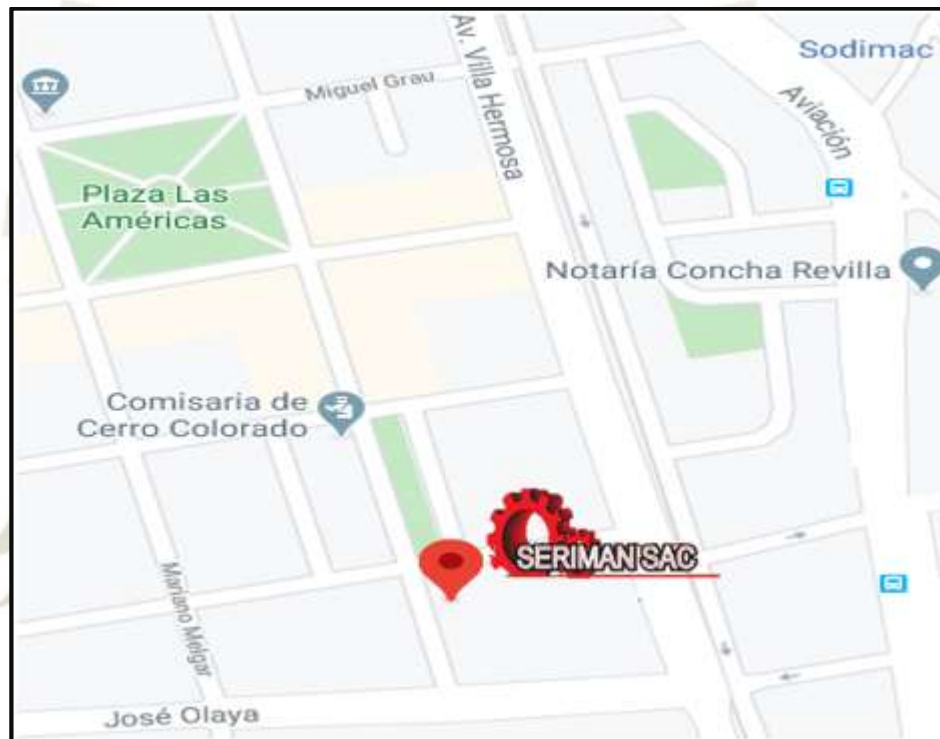 Sodimac
Av. Villa Hermosa
Miguel Grau
Aviación
Plaza Las
Américas
Notaría Concha Revilla
Comisaria de
Cerro Colorado
SERIMAN SAC
Mariano Melgar
José Olaya